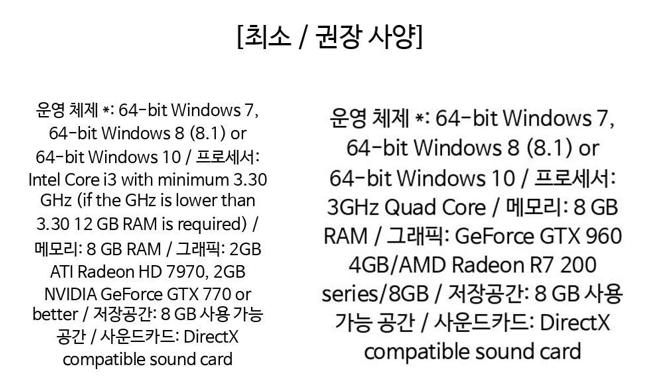 [최소 / 권장 사양]
운영 체제 *: 64-bit Windows 7,
64-bit Windows 8 (8.1) or
64-bit Windows 10 / 프로세서:
Intel Core i3 with minimum 3.30
GHz (if the GHz is lower than
3.30 12 GB RAM is required) /
메모리: 8 GB RAM / 그래픽: 2GB
ATI Radeon HD 7970, 2GB
NVIDIA GeForce GTX 770 or
better / 저장공간: 8 GB 사용 가능
공간 / 사운드카드: DirectX
compatible sound card
운영 체제 *: 64-bit Windows 7,
64-bit Windows 8 (8.1) or
64-bit Windows 10 / 프로세서:
3GHz Quad Core / 메모리: 8 GB
RAM / 그래픽: GeForce GTX 960
4GB/AMD Radeon R7 200
series/8GB / 저장공간: 8 GB 사용
가능 공간 / 사운드카드: DirectX
compatible sound card